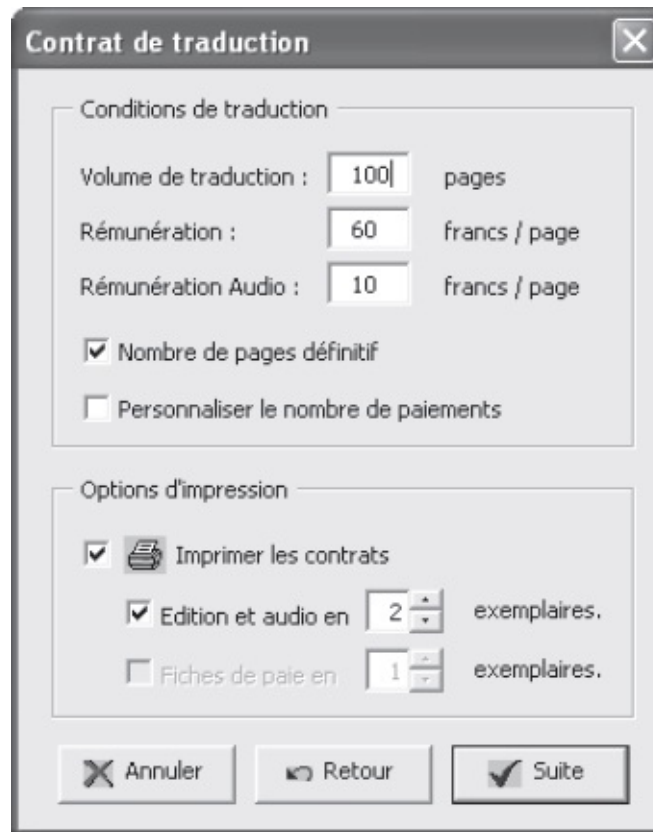 Contrat de traduction
Conditions de traduction
Volume de traduction : 100 pages
Rémunération : 60 francs / page
Rémunération Audio : 10 francs / page
Nombre de pages définitif
Personnaliser le nombre de paiements
Options d'impression
Imprimer les contrats
Edition et audio en 2 exemplaires.
Fiches de paie en 1 exemplaires.
Annuler Retour Suite